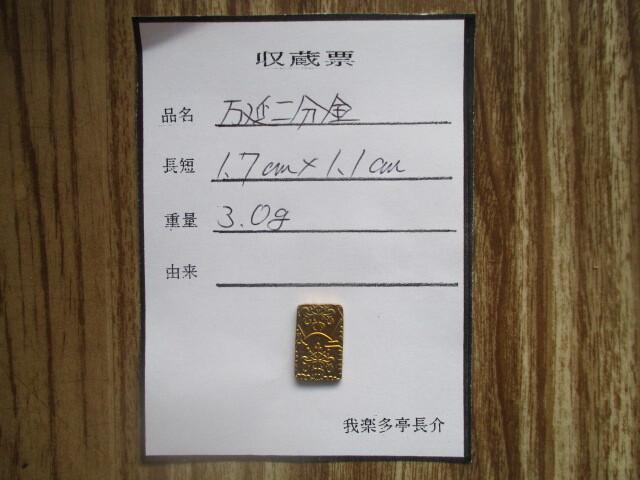 収蔵票
品名 万延二分金
長短 1.7cm×1.1cm
重量 3.0g
由来
我楽多亭長介